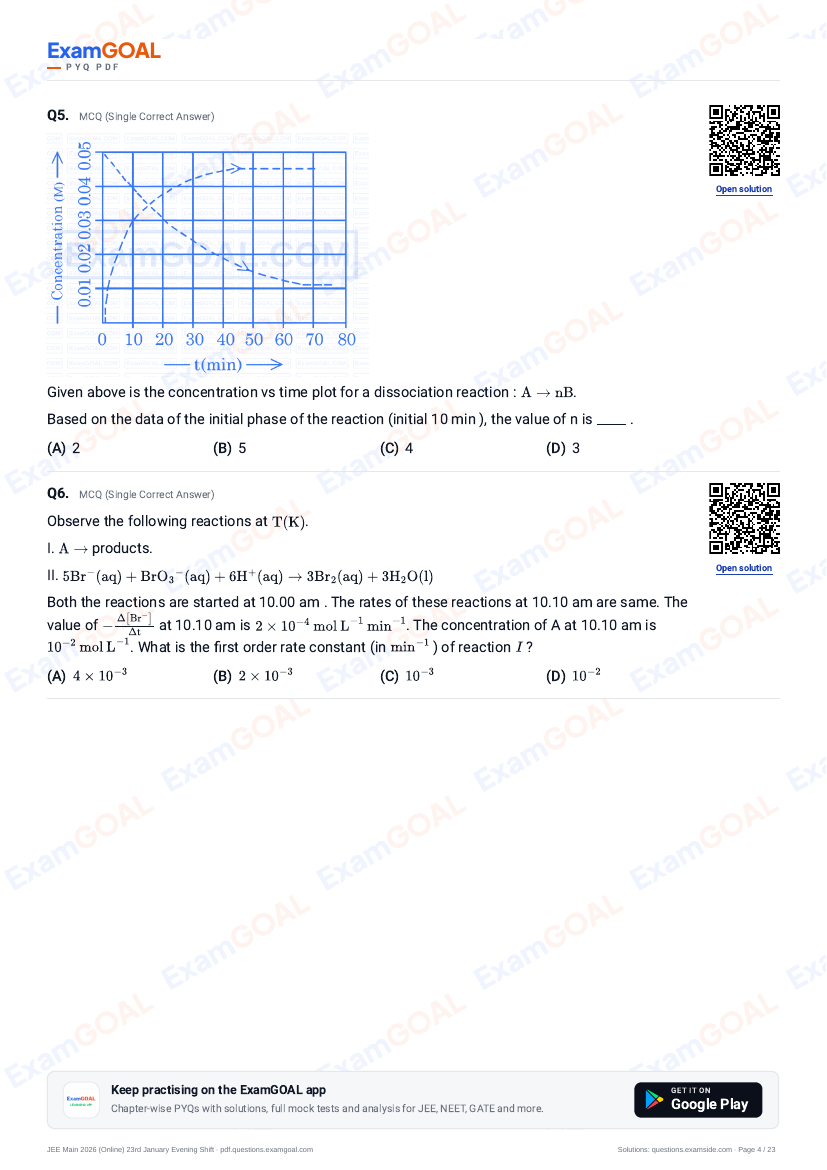 ExamGOAL
PYQ PDF
Q5. MCQ (Single Correct Answer)
Open solution
Concentration (M)
0.01 0.02 0.03 0.04 0.05
ExamGOAL.COM
0 10 20 30 40 50 60 70 80
t(min)
Given above is the concentration vs time plot for a dissociation reaction : A → nB.
Based on the data of the initial phase of the reaction (initial 10 min ), the value of n is ____ .
(A) 2 (B) 5 (C) 4 (D) 3
Q6. MCQ (Single Correct Answer)
Open solution
Observe the following reactions at T(K).
I. A → products.
II. 5Br⁻(aq) + BrO₃⁻(aq) + 6H⁺(aq) → 3Br₂(aq) + 3H₂O(l)
Both the reactions are started at 10.00 am . The rates of these reactions at 10.10 am are same. The
value of −Δ[Br⁻]/Δt at 10.10 am is 2 × 10⁻⁴ mol L⁻¹ min⁻¹. The concentration of A at 10.10 am is
10⁻² mol L⁻¹. What is the first order rate constant (in min⁻¹ ) of reaction I ?
(A) 4 × 10⁻³ (B) 2 × 10⁻³ (C) 10⁻³ (D) 10⁻²
Keep practising on the ExamGOAL app
Chapter-wise PYQs with solutions, full mock tests and analysis for JEE, NEET, GATE and more.
GET IT ON
Google Play
JEE Main 2026 (Online) 23rd January Evening Shift · pdf.questions.examgoal.com
Solutions: questions.examside.com · Page 4 / 23